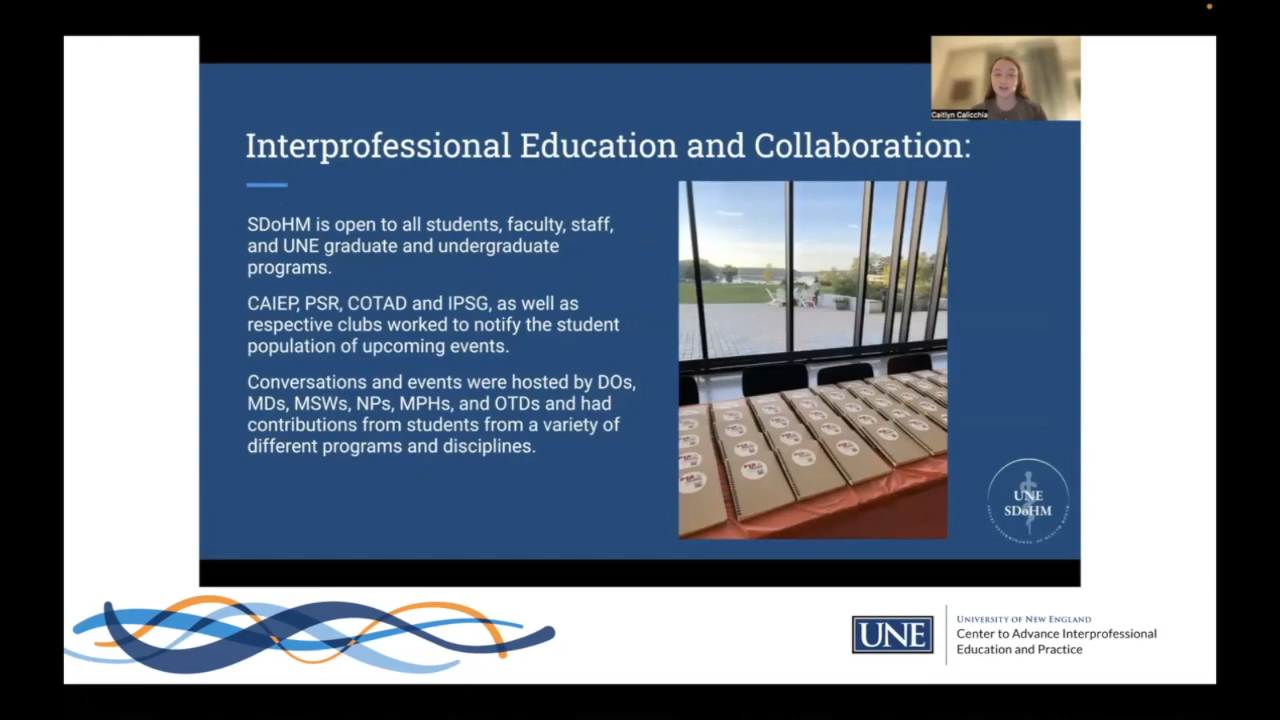 Caitlyn Calicchia
Interprofessional Education and Collaboration:
SDoHM is open to all students, faculty, staff,
and UNE graduate and undergraduate
programs.
CAIEP, PSR, COTAD and IPSG, as well as
respective clubs worked to notify the student
population of upcoming events.
Conversations and events were hosted by DOs,
MDs, MSWs, NPs, MPHs, and OTDs and had
contributions from students from a variety of
different programs and disciplines.
UNE
SDoHM
UNE
UNIVERSITY OF NEW ENGLAND
Center to Advance Interprofessional
Education and Practice